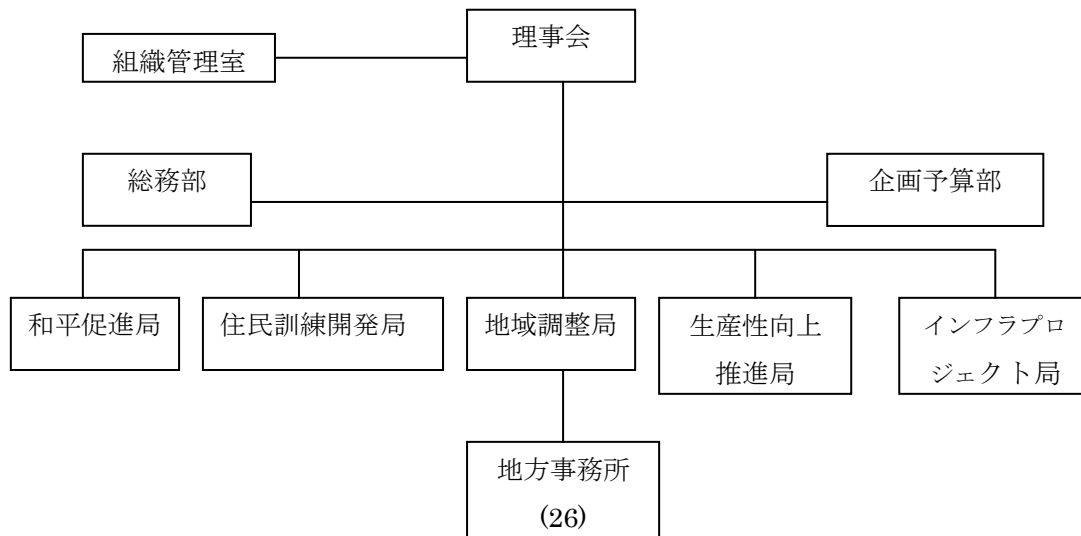 理事会
組織管理室
総務部
企画予算部
和平促進局
住民訓練開発局
地域調整局
生産性向上
推進局
インフラプロ
ジェクト局
地方事務所
(26)